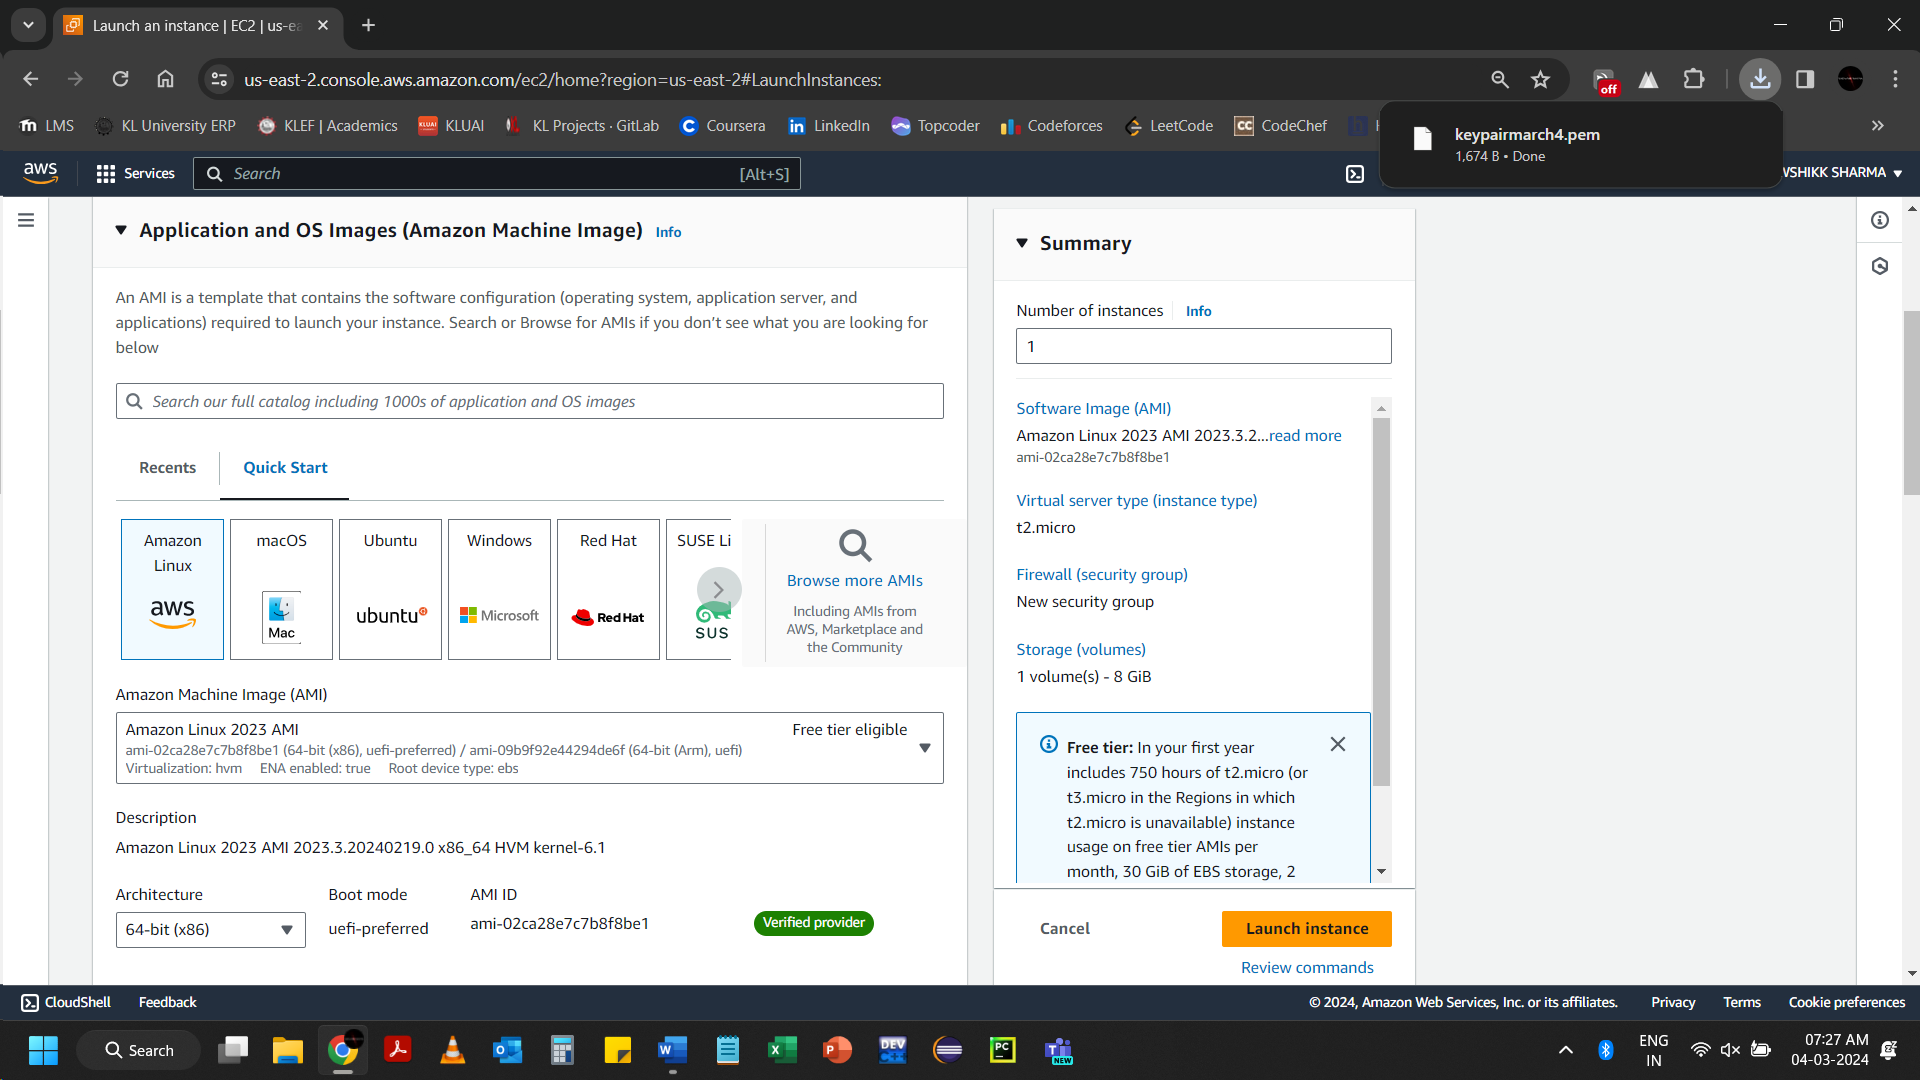 Launch an instance | EC2 | us-ea
us-east-2.console.aws.amazon.com/ec2/home?region=us-east-2#LaunchInstances:
off
LMS
KL University ERP
KLEF | Academics
KLUAI
KL Projects · GitLab
Coursera
LinkedIn
Topcoder
Codeforces
LeetCode
CodeChef
keypairmarch4.pem
1,674 B • Done
aws
Services
Search
[Alt+S]
WSHIKK SHARMA
Application and OS Images (Amazon Machine Image)
Info
An AMI is a template that contains the software configuration (operating system, application server, and
applications) required to launch your instance. Search or Browse for AMIs if you don't see what you are looking for
below
Search our full catalog including 1000s of application and OS images
Recents
Quick Start
Amazon
Linux
aws
macOS
Mac
Ubuntu
ubuntu
Windows
Microsoft
Red Hat
Red Hat
SUSE Li
SUS
Browse more AMIs
Including AMIs from
AWS, Marketplace and
the Community
Amazon Machine Image (AMI)
Amazon Linux 2023 AMI
Free tier eligible
ami-02ca28e7c7b8f8be1 (64-bit (x86), uefi-preferred) / ami-09b9f92e44294de6f (64-bit (Arm), uefi)
Virtualization: hvm ENA enabled: true Root device type: ebs
Description
Amazon Linux 2023 AMI 2023.3.20240219.0 x86_64 HVM kernel-6.1
Architecture
Boot mode
AMI ID
64-bit (x86)
uefi-preferred
ami-02ca28e7c7b8f8be1
Verified provider
Summary
Number of instances
Info
1
Software Image (AMI)
Amazon Linux 2023 AMI 2023.3.2...read more
ami-02ca28e7c7b8f8be1
Virtual server type (instance type)
t2.micro
Firewall (security group)
New security group
Storage (volumes)
1 volume(s) - 8 GiB
Free tier: In your first year
includes 750 hours of t2.micro (or
t3.micro in the Regions in which
t2.micro is unavailable) instance
usage on free tier AMIs per
month, 30 GiB of EBS storage, 2
Cancel
Launch instance
Review commands
CloudShell
Feedback
© 2024, Amazon Web Services, Inc. or its affiliates.
Privacy
Terms
Cookie preferences
Search
DEV
PC
NEW
ENG
IN
07:27 AM
04-03-2024